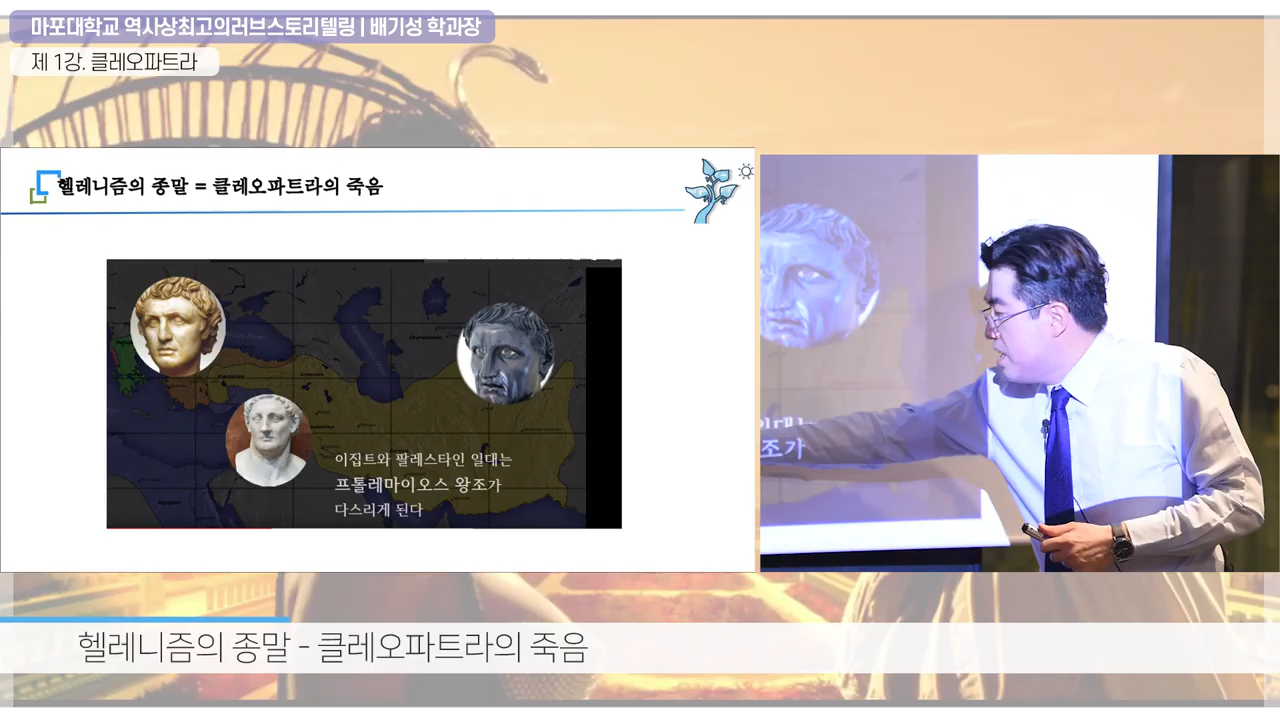 마포대학교 역사상최고의러브스토리텔링 | 배기성 학과장
제 1강. 클레오파트라
헬레니즘의 종말 = 클레오파트라의 죽음
이집트와 팔레스타인 일대는
프톨레마이오스 왕조가
다스리게 된다
조가
헬레니즘의 종말 - 클레오파트라의 죽음